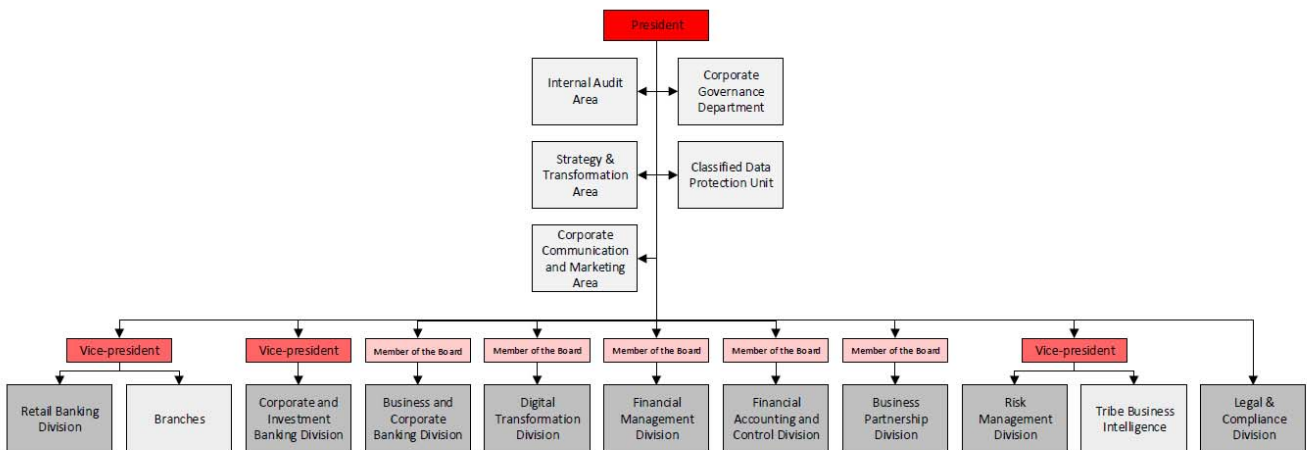 President
Internal Audit
Area
Corporate
Governance
Department
Strategy &
Transformation
Area
Classified Data
Protection Unit
Corporate
Communication
and Marketing
Area
Vice-president
Vice-president
Member of the Board
Member of the Board
Member of the Board
Member of the Board
Member of the Board
Vice-president
Retail Banking
Division
Branches
Corporate and
Investment
Banking Division
Business and
Corporate
Banking Division
Digital
Transformation
Division
Financial
Management
Division
Financial
Accounting and
Control Division
Business
Partnership
Division
Risk
Management
Division
Tribe Business
Intelligence
Legal &
Compliance
Division